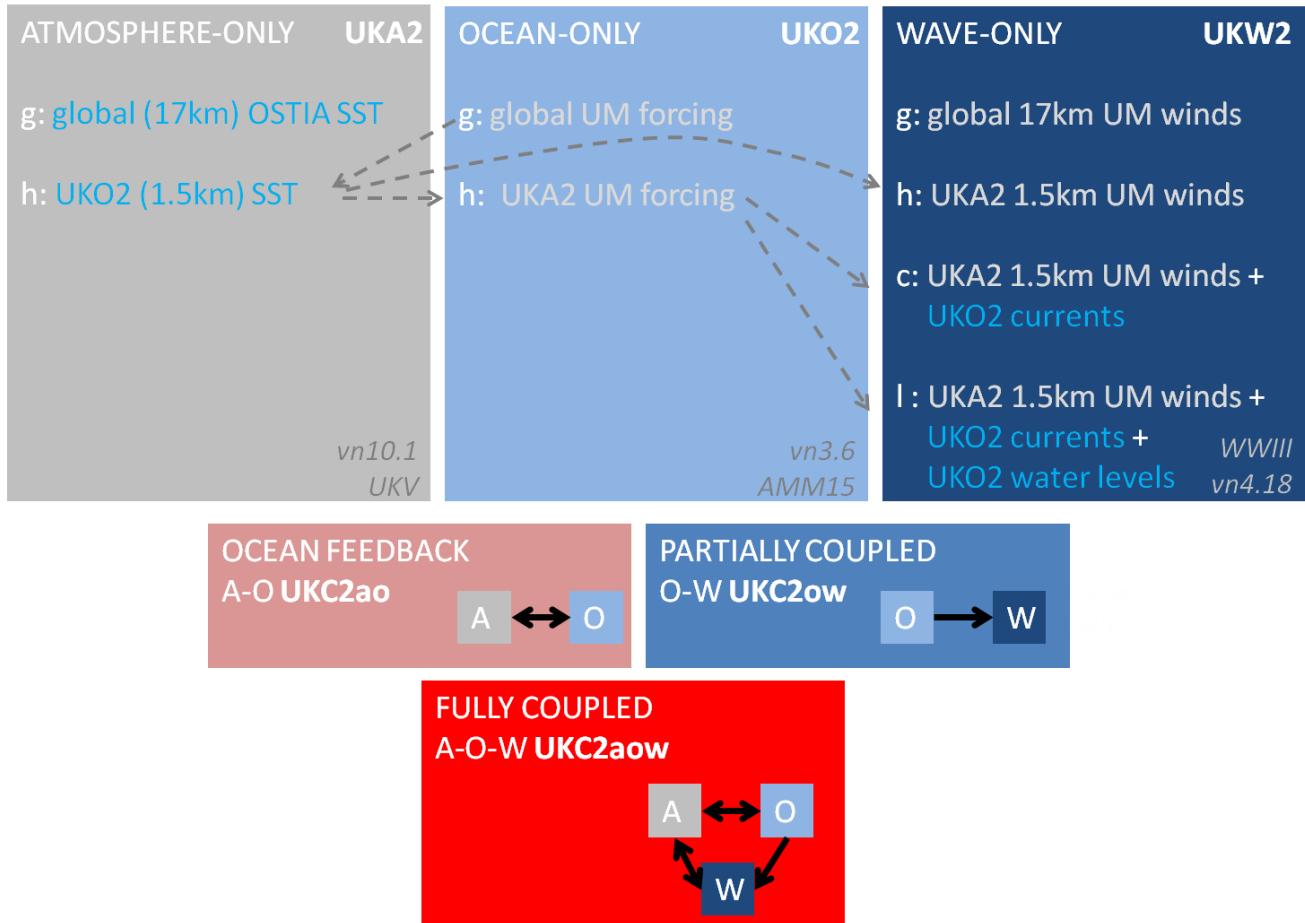 ATMOSPHERE-ONLY UKA2
g: global (17km) OSTIA SST
h: UKO2 (1.5km) SST
vn10.1
UKV
OCEAN-ONLY UKO2
g: global UM forcing
h: UKA2 UM forcing
vn3.6
AMM15
WAVE-ONLY UKW2
g: global 17km UM winds
h: UKA2 1.5km UM winds
c: UKA2 1.5km UM winds +
UKO2 currents
l : UKA2 1.5km UM winds +
UKO2 currents +
UKO2 water levels
WWIII
vn4.18
OCEAN FEEDBACK
A-O UKC2ao
A O
PARTIALLY COUPLED
O-W UKC2ow
O W
FULLY COUPLED
A-O-W UKC2aow
A O
W